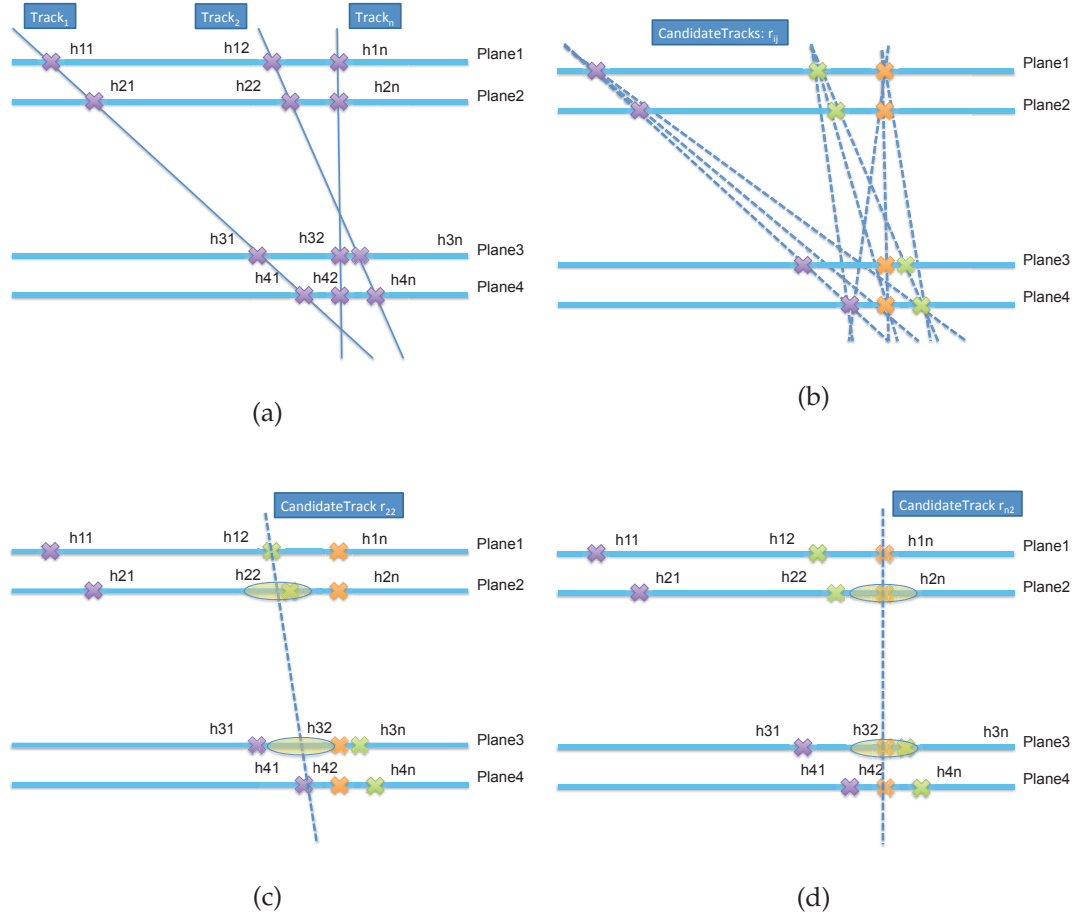 Track1
Track2
Trackn
h11
h12
h1n
Plane1
h21
h22
h2n
Plane2
h31
h32
h3n
Plane3
h41
h42
h4n
Plane4
(a)
CandidateTracks: rij
Plane1
Plane2
Plane3
Plane4
(b)
CandidateTrack r22
h11
h12
h1n
Plane1
h21
h22
h2n
Plane2
h31
h32
h3n
Plane3
h41
h42
h4n
Plane4
(c)
CandidateTrack rn2
h11
h12
h1n
Plane1
h21
h22
h2n
Plane2
h31
h32
h3n
Plane3
h41
h42
h4n
Plane4
(d)